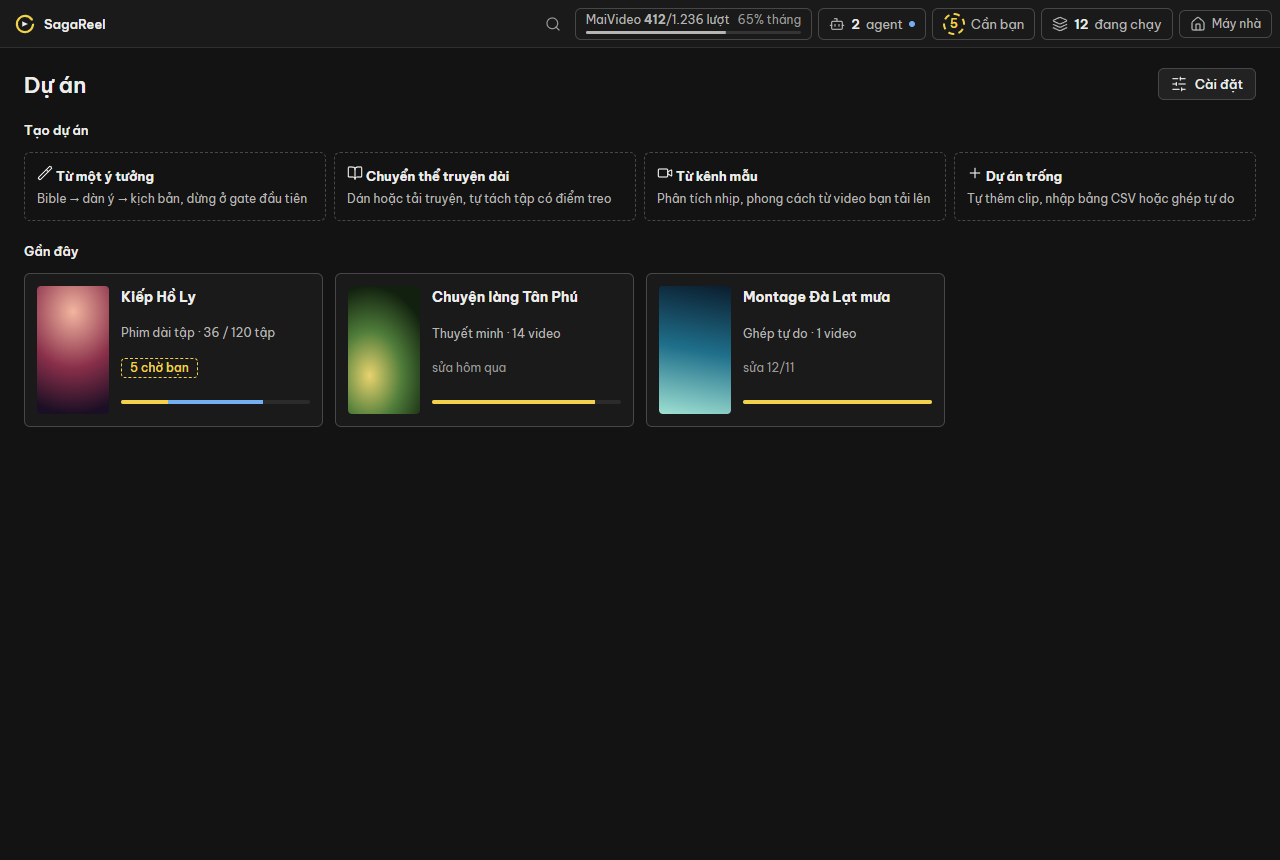 SagaReel
MaiVideo 412/1.236 lượt 65% tháng
2 agent
5 Cần bạn
12 đang chạy
Máy nhà
Dự án
Cài đặt
Tạo dự án
Từ một ý tưởng
Bible → dàn ý → kịch bản, dừng ở gate đầu tiên
Chuyển thể truyện dài
Dán hoặc tải truyện, tự tách tập có điểm treo
Từ kênh mẫu
Phân tích nhịp, phong cách từ video bạn tải lên
Dự án trống
Tự thêm clip, nhập bảng CSV hoặc ghép tự do
Gần đây
Kiếp Hồ Ly
Phim dài tập · 36 / 120 tập
5 chờ bạn
Chuyện làng Tân Phú
Thuyết minh · 14 video
sửa hôm qua
Montage Đà Lạt mưa
Ghép tự do · 1 video
sửa 12/11